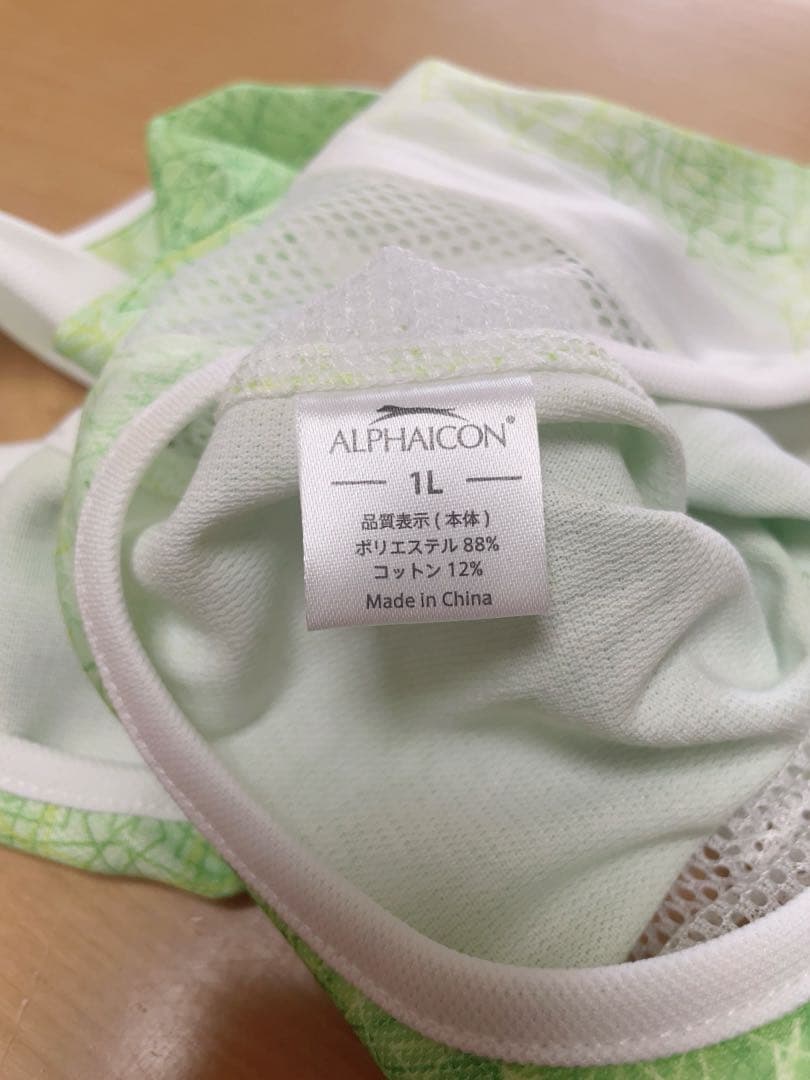 ALPHAICON®
1L
品質表示 ( 本体 )
ポリエステル 88%
コットン 12%
Made in China